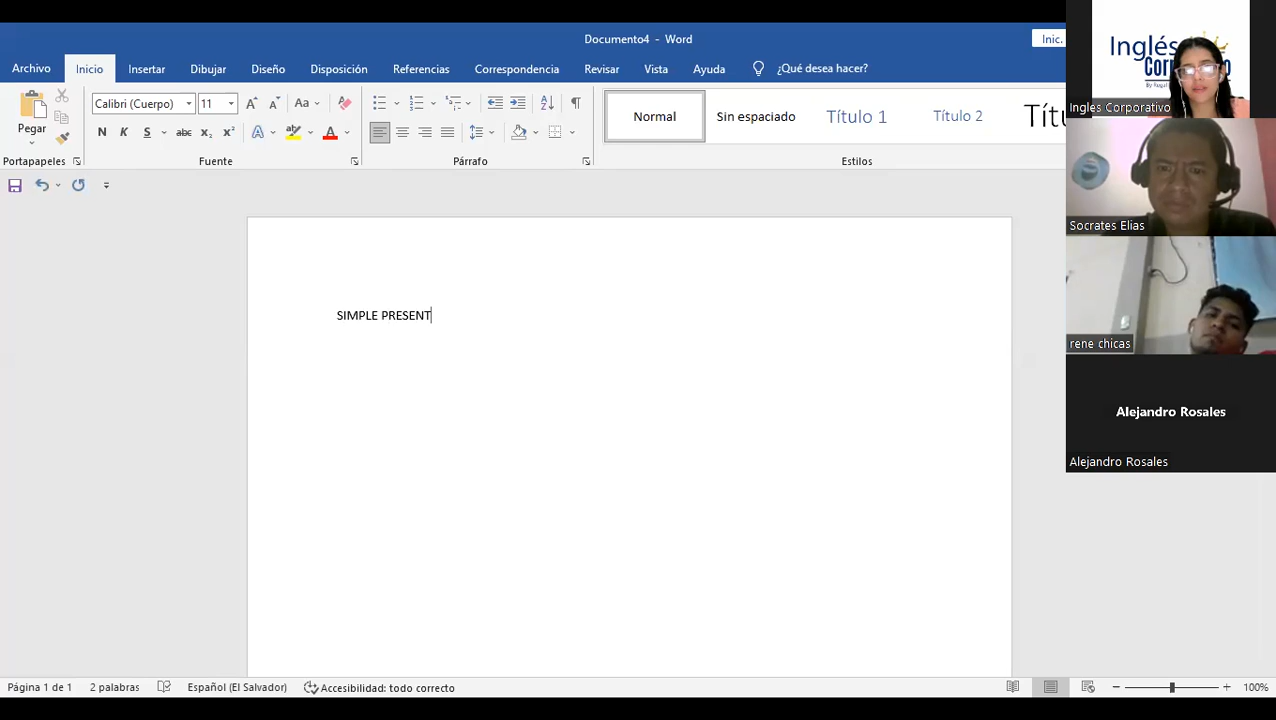 Documento4 - Word
Inic.
Archivo
Inicio
Insertar
Dibujar
Diseño
Disposición
Referencias
Correspondencia
Revisar
Vista
Ayuda
¿Qué desea hacer?
Pegar
Calibri (Cuerpo)
11
Normal
Sin espaciado
Título 1
Título 2
Portapapeles
Fuente
Párrafo
Estilos
SIMPLE PRESENT
Página 1 de 1
2 palabras
Español (El Salvador)
Accesibilidad: todo correcto
100%
Inglés
Ingles Corporativo
Socrates Elias
rene chicas
Alejandro Rosales
Alejandro Rosales